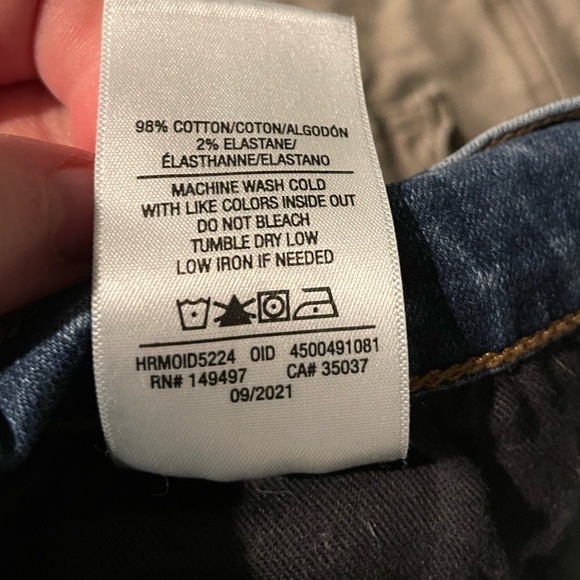 98% COTTON/COTON/ALGODÓN
2% ELASTANE/
ÉLASTHANNE/ELASTANO
MACHINE WASH COLD
WITH LIKE COLORS INSIDE OUT
DO NOT BLEACH
TUMBLE DRY LOW
LOW IRON IF NEEDED
HRMOID5224 OID 4500491081
RN# 149497 CA# 35037
09/2021